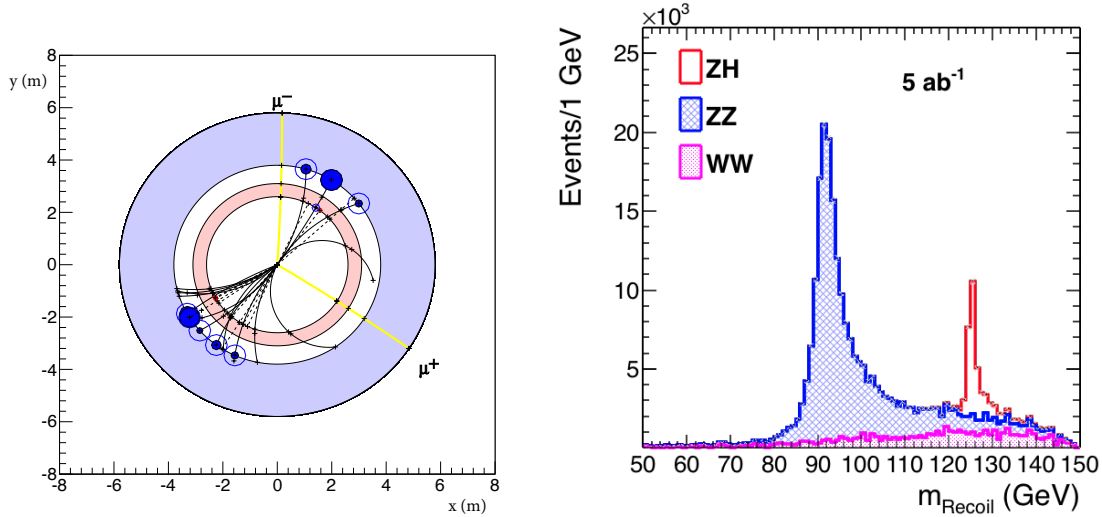 y (m)
8
6
4
2
0
-2
-4
-6
-8
μ⁻
μ⁺
-8 -6 -4 -2 0 2 4 6 8
x (m)
×10³
Events/1 GeV
25
20
15
10
5
ZH
ZZ
WW
5 ab⁻¹
50 60 70 80 90 100 110 120 130 140 150
m_Recoil (GeV)